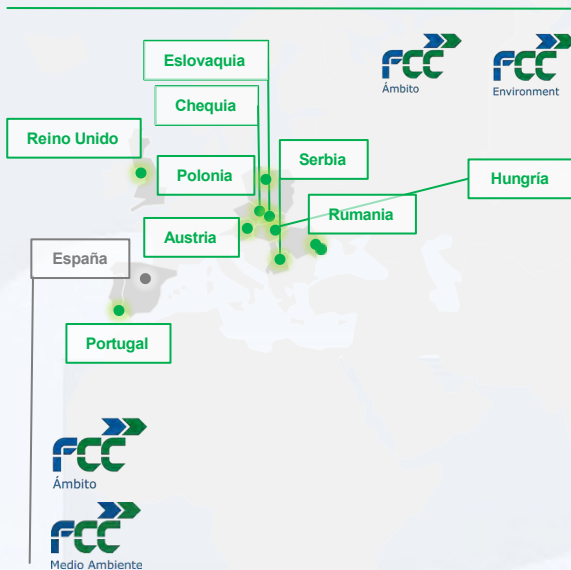 Eslovaquia
FCC
Ámbito
FCC
Environment
Chequia
Reino Unido
Polonia
Serbia
Hungría
Rumania
Austria
España
Portugal
FCC
Ámbito
FCC
Medio Ambiente